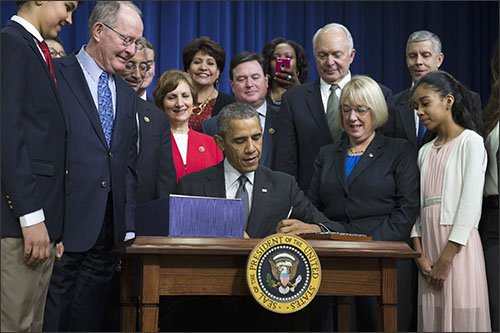 SEAL OF THE PRESIDENT OF THE UNITED STATES